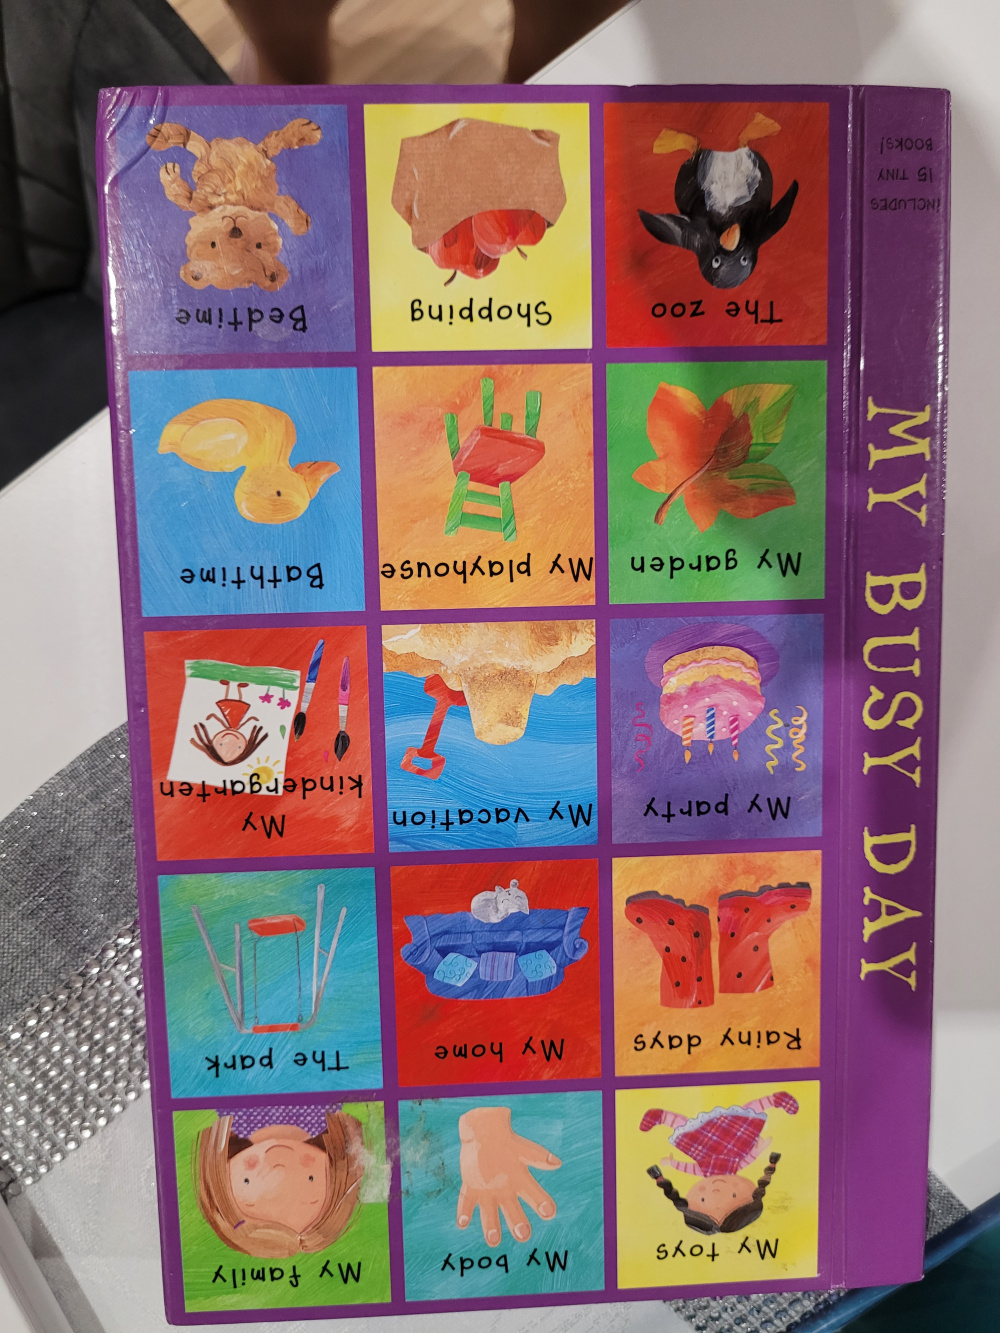 MY BUSY DAY
INCLUDES
15 TINY
BOOKS!
My toys
My body
My family
Rainy days
My home
The park
My party
My vacation
My
kindergarten
My garden
My playhouse
Bathtime
The zoo
Shopping
Bedtime